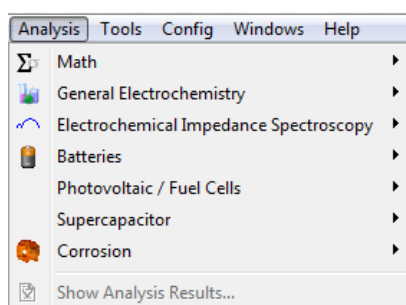 Analysis Tools Config Windows Help
Math
General Electrochemistry
Electrochemical Impedance Spectroscopy
Batteries
Photovoltaic / Fuel Cells
Supercapacitor
Corrosion
Show Analysis Results...